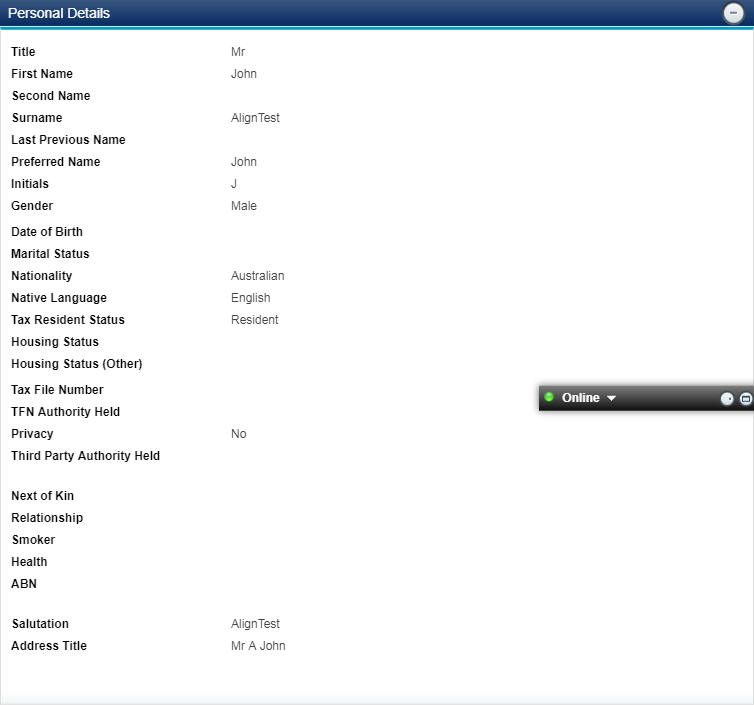 Personal Details
Title Mr
First Name John
Second Name
Surname AlignTest
Last Previous Name
Preferred Name John
Initials J
Gender Male
Date of Birth
Marital Status
Nationality Australian
Native Language English
Tax Resident Status Resident
Housing Status
Housing Status (Other)
Tax File Number
Online
TFN Authority Held
Privacy No
Third Party Authority Held
Next of Kin
Relationship
Smoker
Health
ABN
Salutation AlignTest
Address Title Mr A John